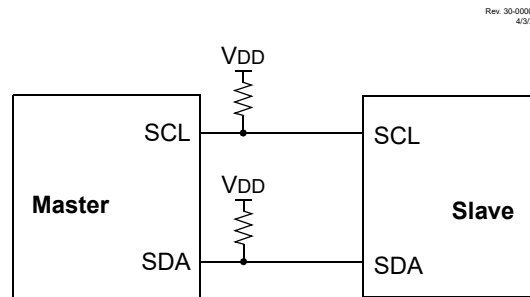 Rev. 30-0000
4/3/
VDD
SCL
SCL
VDD
Master
Slave
SDA
SDA